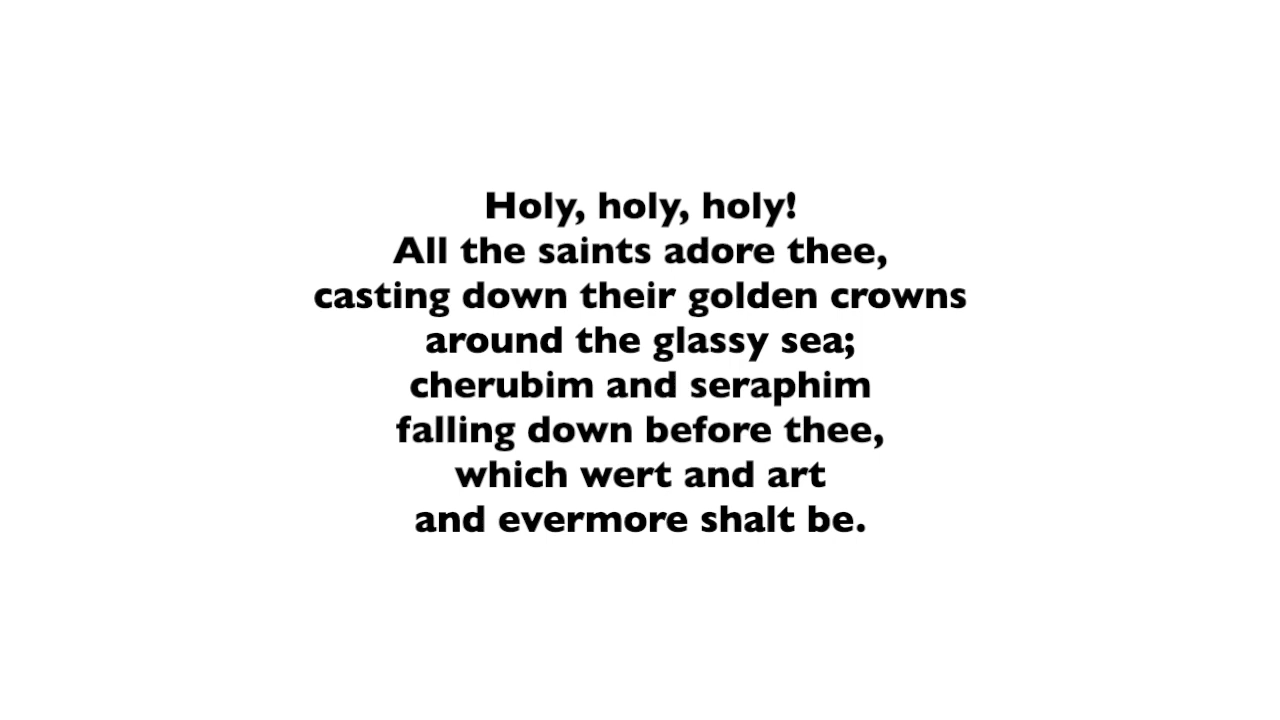 Holy, holy, holy!
All the saints adore thee,
casting down their golden crowns
around the glassy sea;
cherubim and seraphim
falling down before thee,
which wert and art
and evermore shalt be.